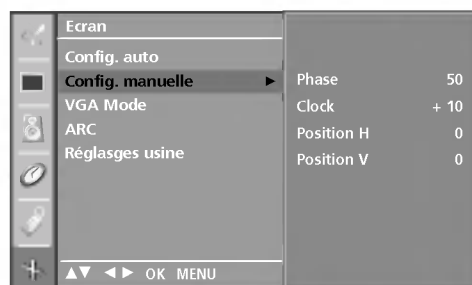 Ecran
Config. auto
Config. manuelle ►
VGA Mode
ARC
Réglasges usine
▲▼ ◄► OK MENU
Phase 50
Clock + 10
Position H 0
Position V 0